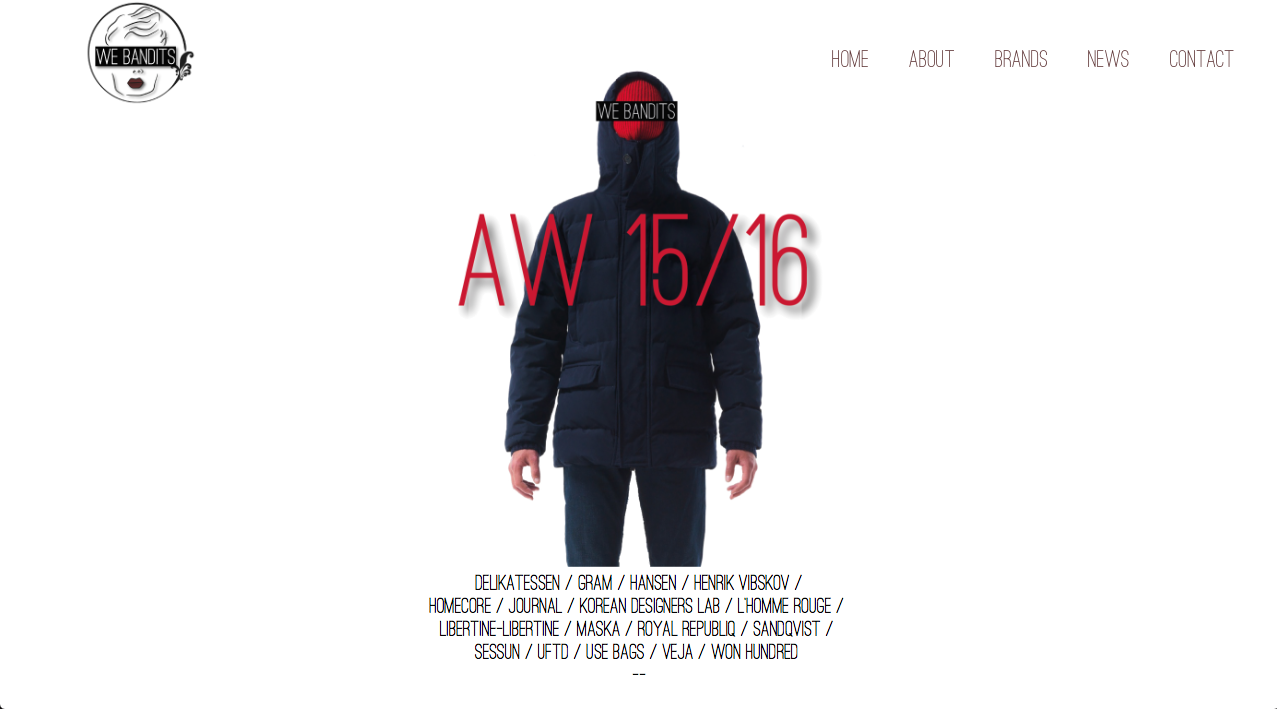 WE BANDITS
HOME ABOUT BRANDS NEWS CONTACT
WE BANDITS
AW 15/16
DELIKATESSEN / GRAM / HANSEN / HENRIK VIBSKOV /
HOMECORE / JOURNAL / KOREAN DESIGNERS LAB / L'HOMME ROUGE /
LIBERTINE-LIBERTINE / MASKA / ROYAL REPUBLIQ / SANDQVIST /
SESSUN / UFTD / USE BAGS / VEJA / WON HUNDRED
--